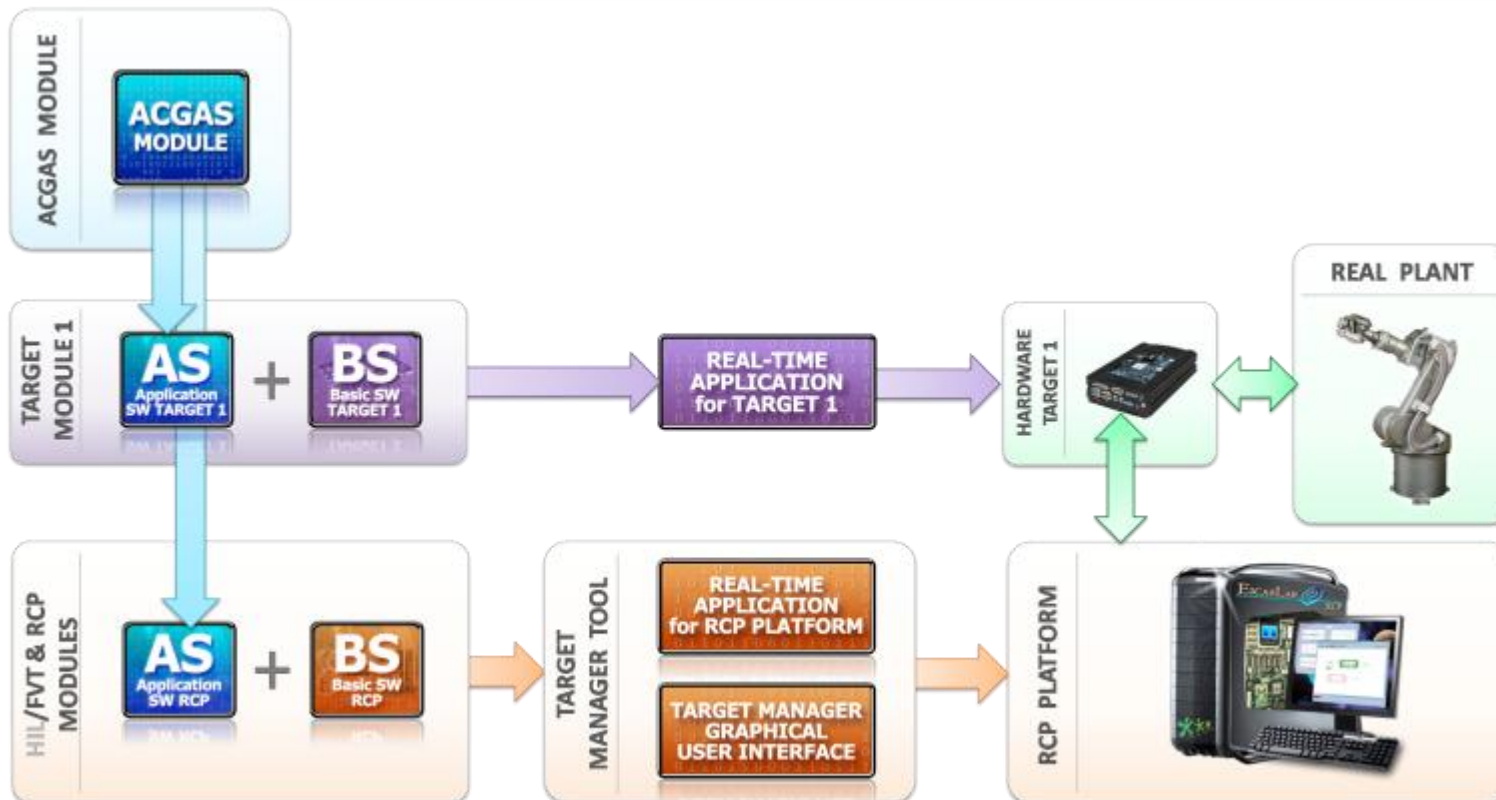 ACGAS MODULE
ACGAS
MODULE
TARGET
MODULE 1
AS
Application
SW TARGET 1
+
BS
Basic SW
TARGET 1
REAL-TIME
APPLICATION
for TARGET 1
HARDWARE
TARGET 1
REAL PLANT
HIL/FVT & RCP
MODULES
AS
Application
SW RCP
+
BS
Basic SW
RCP
TARGET
MANAGER TOOL
REAL-TIME
APPLICATION
for RCP PLATFORM
TARGET MANAGER
GRAPHICAL
USER INTERFACE
RCP PLATFORM
RCP